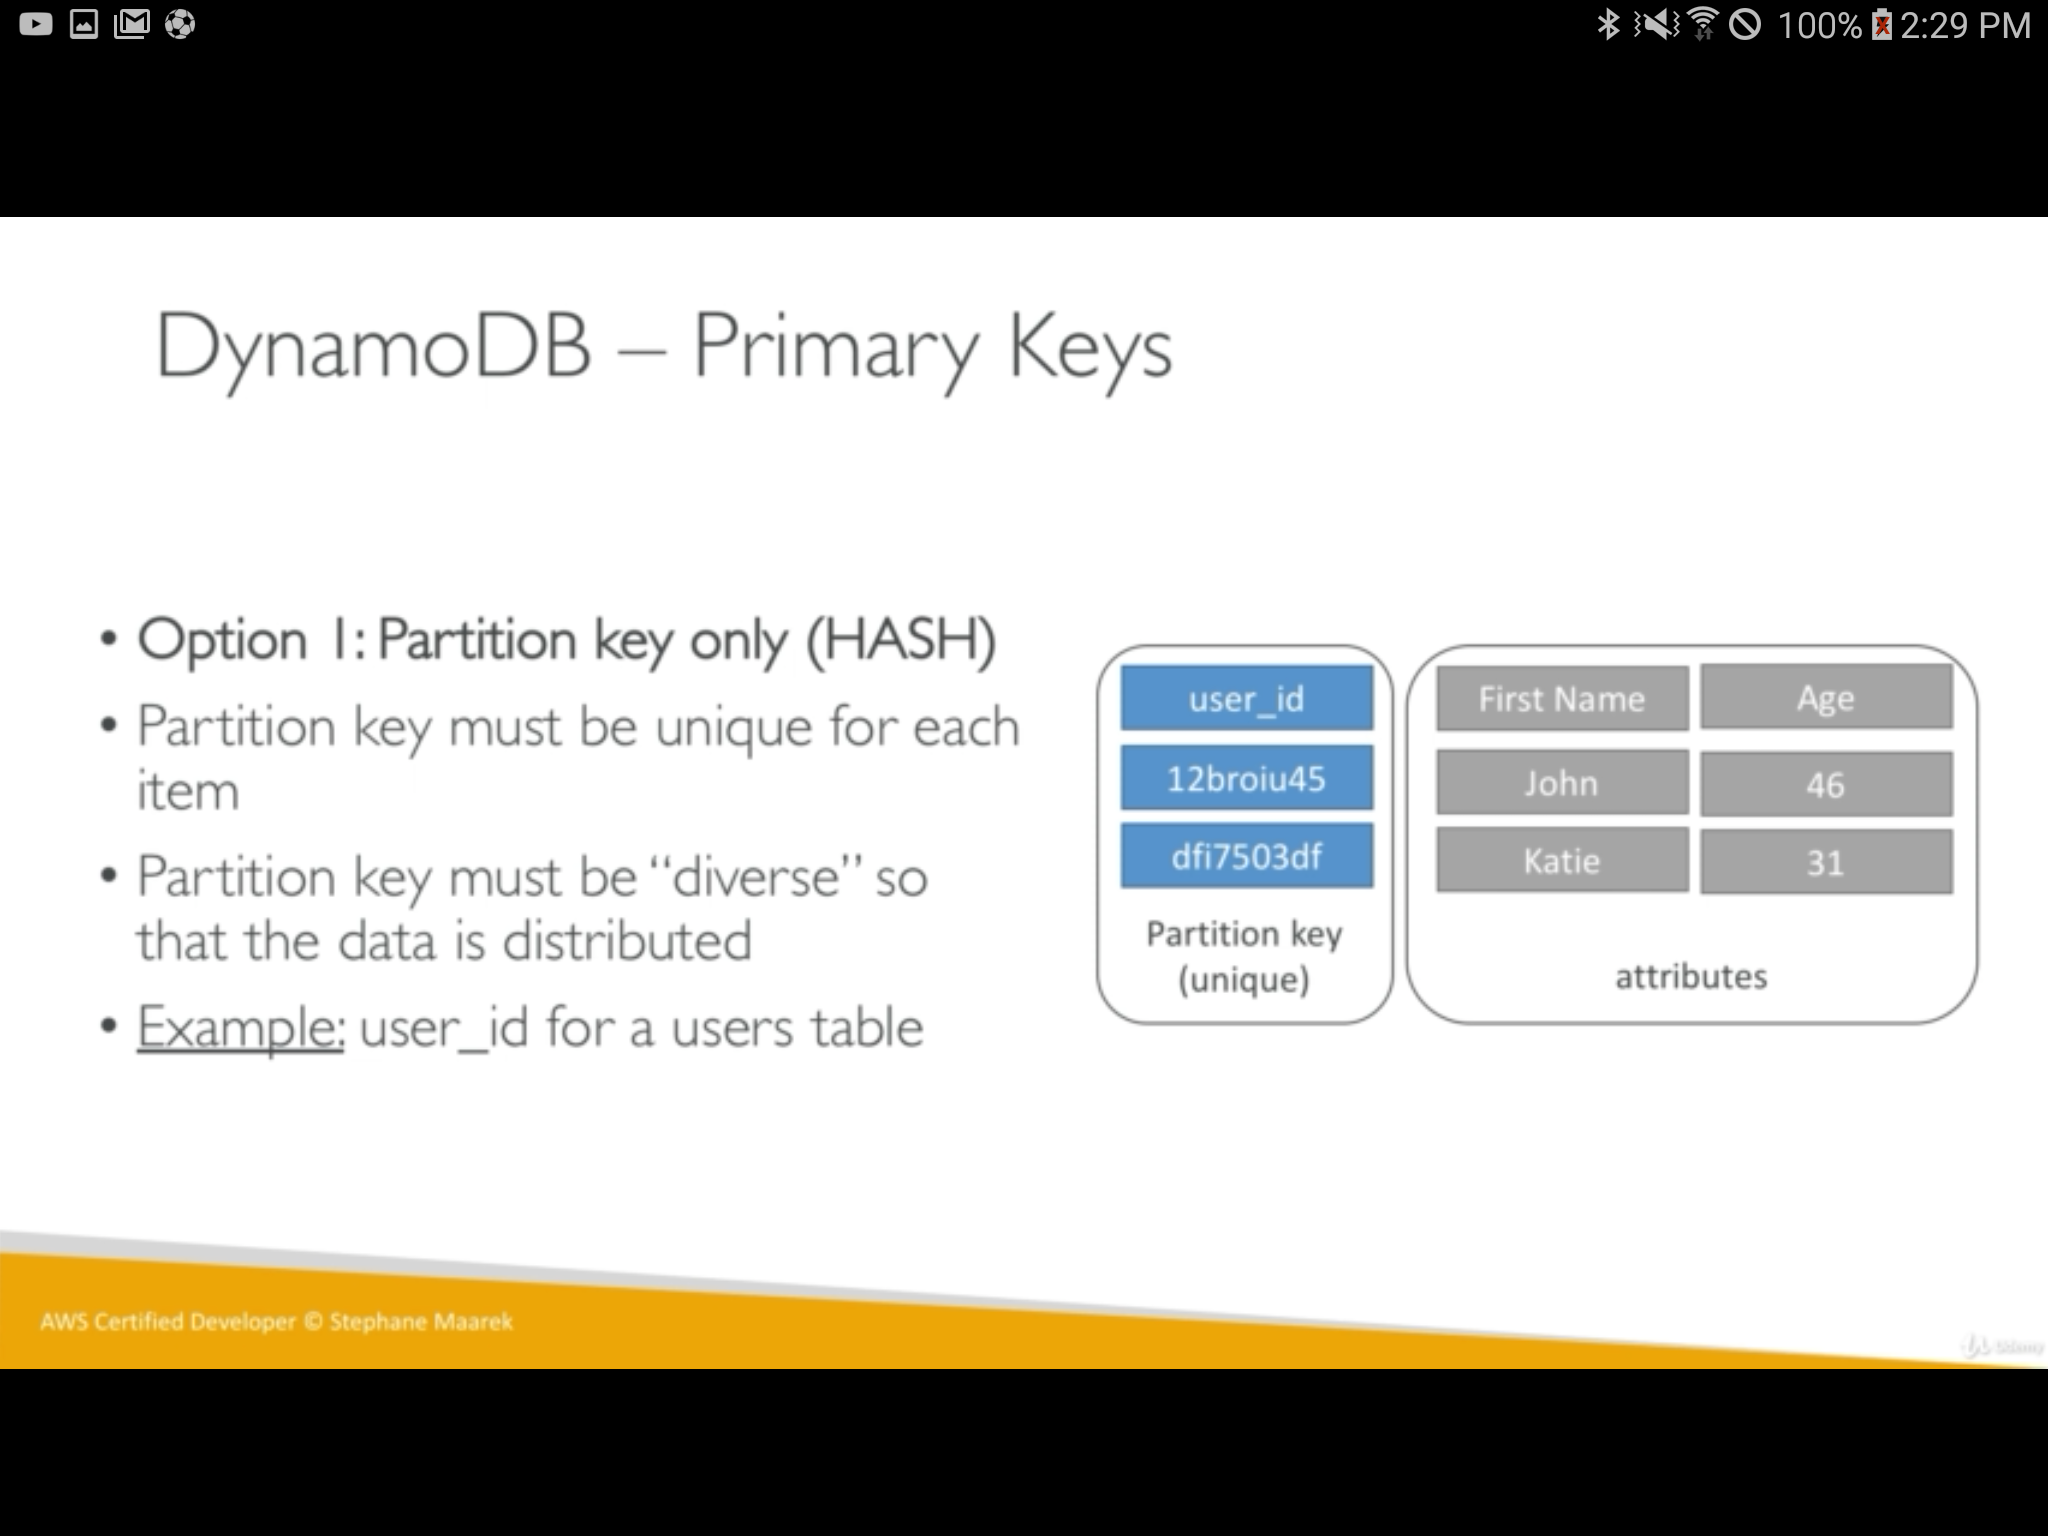 100% 2:29 PM
DynamoDB – Primary Keys
• Option 1: Partition key only (HASH)
• Partition key must be unique for each
item
• Partition key must be “diverse” so
that the data is distributed
• Example: user_id for a users table
user_id First Name Age
12broiu45 John 46
dfi7503df Katie 31
Partition key
(unique)
attributes
AWS Certified Developer © Stephane Maarek
Udemy